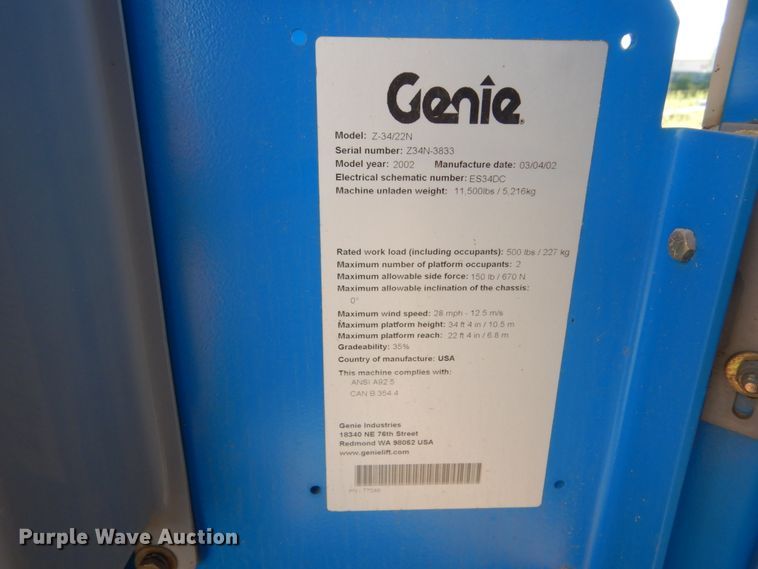 Genie
Model: Z-34/22N
Serial number: Z34N-3833
Model year: 2002 Manufacture date: 03/04/02
Electrical schematic number: ES34DC
Machine unladen weight: 11,500lbs / 5,216kg
Rated work load (including occupants): 500 lbs / 227 kg
Maximum number of platform occupants: 2
Maximum allowable side force: 150 lb / 670 N
Maximum allowable inclination of the chassis:
0°
Maximum wind speed: 28 mph - 12.5 m/s
Maximum platform height: 34 ft 4 in / 10.5 m
Maximum platform reach: 22 ft 4 in / 6.8 m
Gradeability: 35%
Country of manufacture: USA
This machine complies with:
ANSI A92.5
CAN B.354.4
Genie Industries
18340 NE 76th Street
Redmond WA 98052 USA
www.genielift.com
Purple Wave Auction